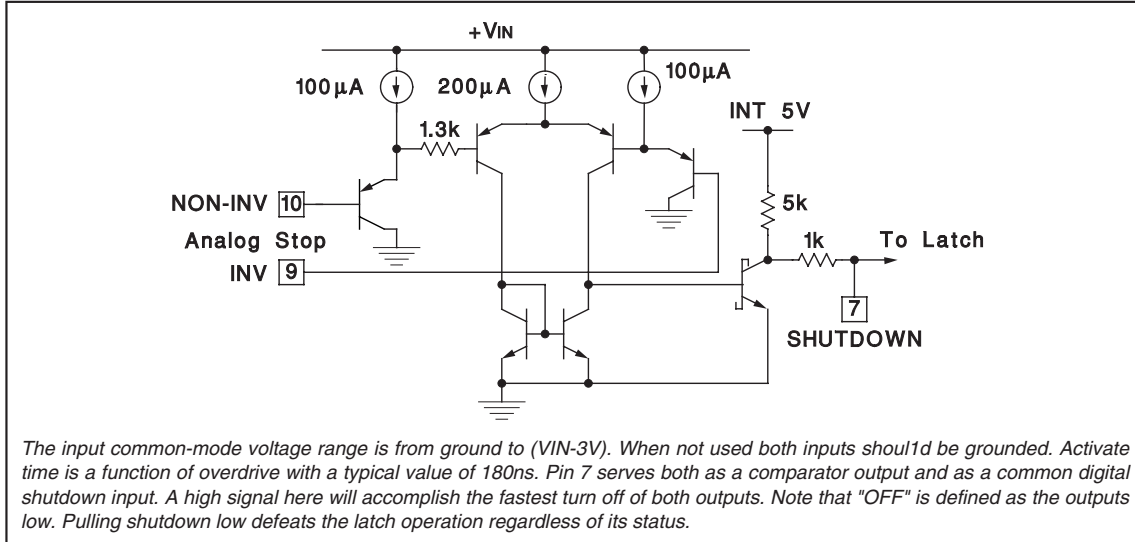 +VIN
100µA
200µA
100µA
INT 5V
1.3k
5k
NON-INV 10
1k
To Latch
Analog Stop
INV 9
7
SHUTDOWN
The input common-mode voltage range is from ground to (VIN-3V). When not used both inputs shoul1d be grounded. Activate
time is a function of overdrive with a typical value of 180ns. Pin 7 serves both as a comparator output and as a common digital
shutdown input. A high signal here will accomplish the fastest turn off of both outputs. Note that "OFF" is defined as the outputs
low. Pulling shutdown low defeats the latch operation regardless of its status.